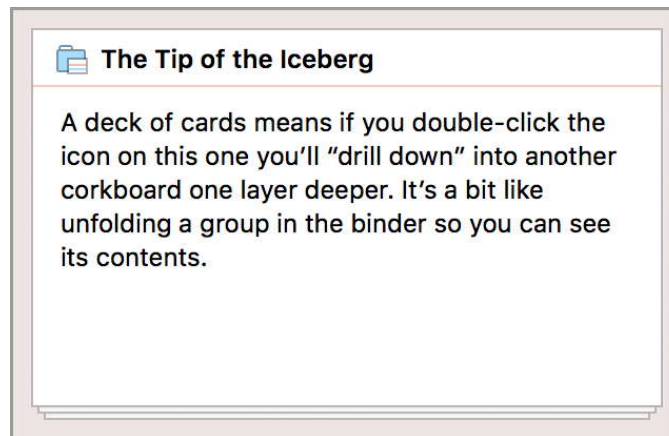 The Tip of the Iceberg
A deck of cards means if you double-click the
icon on this one you’ll “drill down” into another
corkboard one layer deeper. It’s a bit like
unfolding a group in the binder so you can see
its contents.